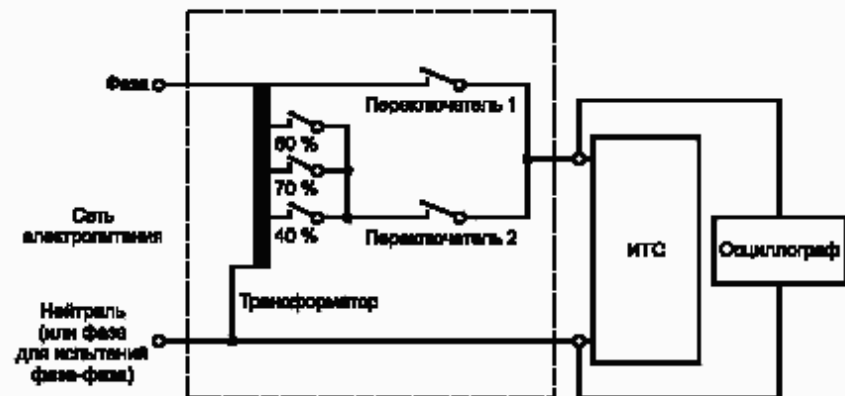 Фаза
Переключатель 1
80 %
70 %
Сеть
электропитания
40 %
Переключатель 2
ИТС
Осциллограф
Трансформатор
Нейтраль
(или фаза
для испытаний
фаза-фаза)